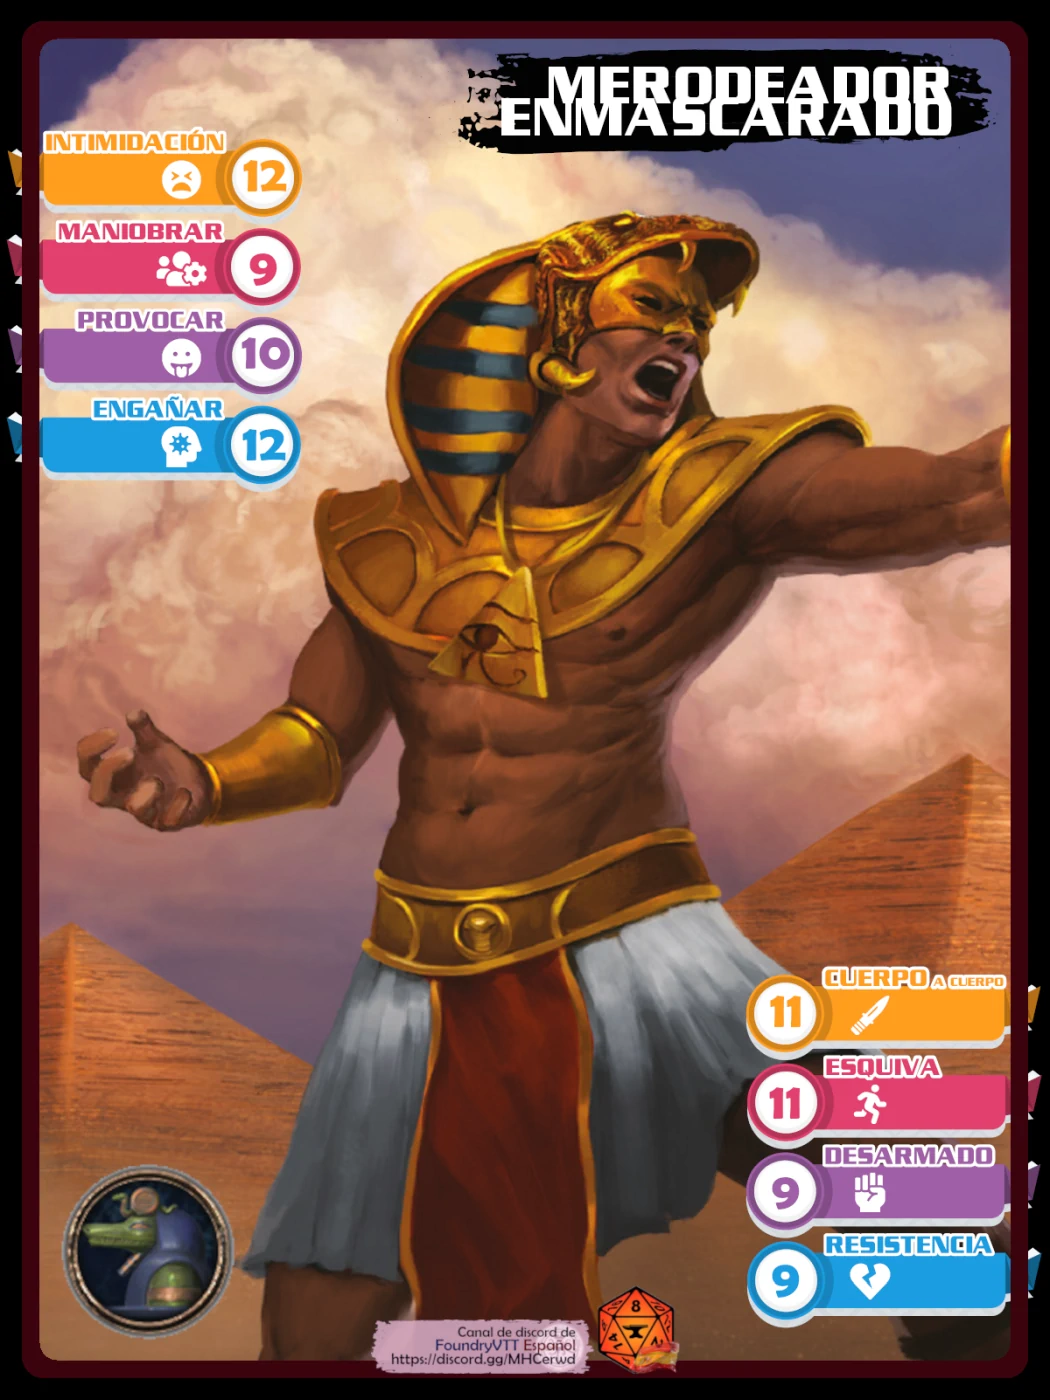 MERODEADOR
ENMASCARADO
INTIMIDACIÓN
12
MANIOBRAR
9
PROVOCAR
10
ENGAÑAR
12
CUERPO A CUERPO
11
ESQUIVA
11
DESARMADO
9
RESISTENCIA
9
8
Canal de discord de
FoundryVTT Español
https://discord.gg/MHCerwd